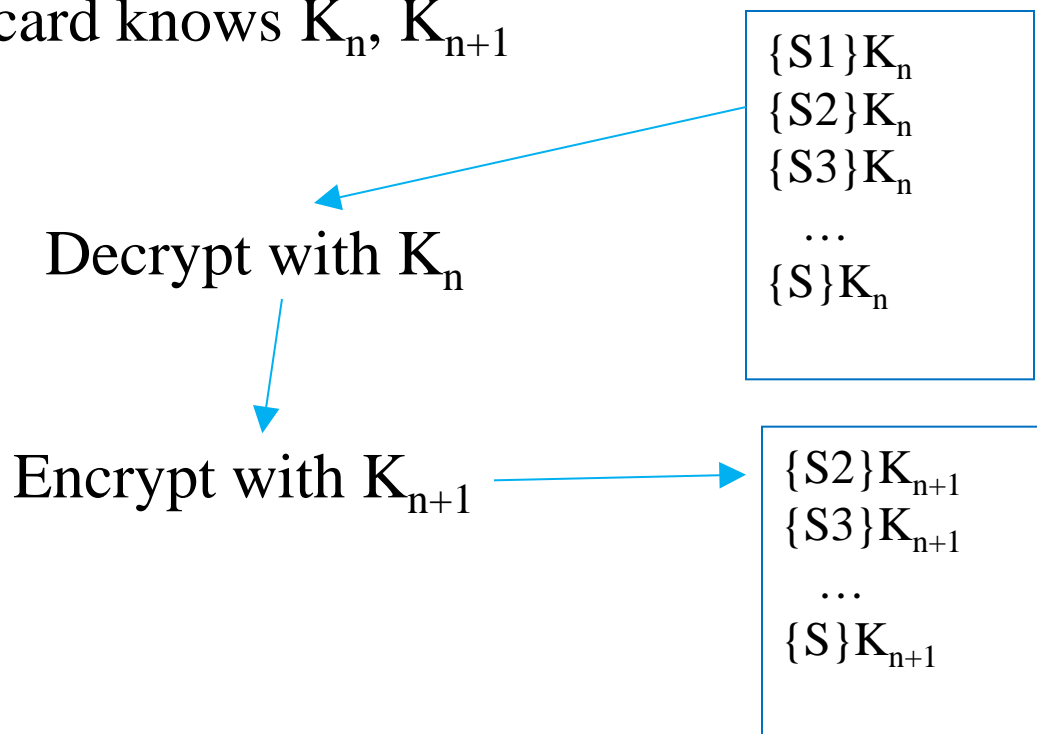 card knows Kₙ, Kₙ₊₁
{S1}Kₙ
{S2}Kₙ
{S3}Kₙ
…
{S}Kₙ
Decrypt with Kₙ
Encrypt with Kₙ₊₁
{S2}Kₙ₊₁
{S3}Kₙ₊₁
…
{S}Kₙ₊₁